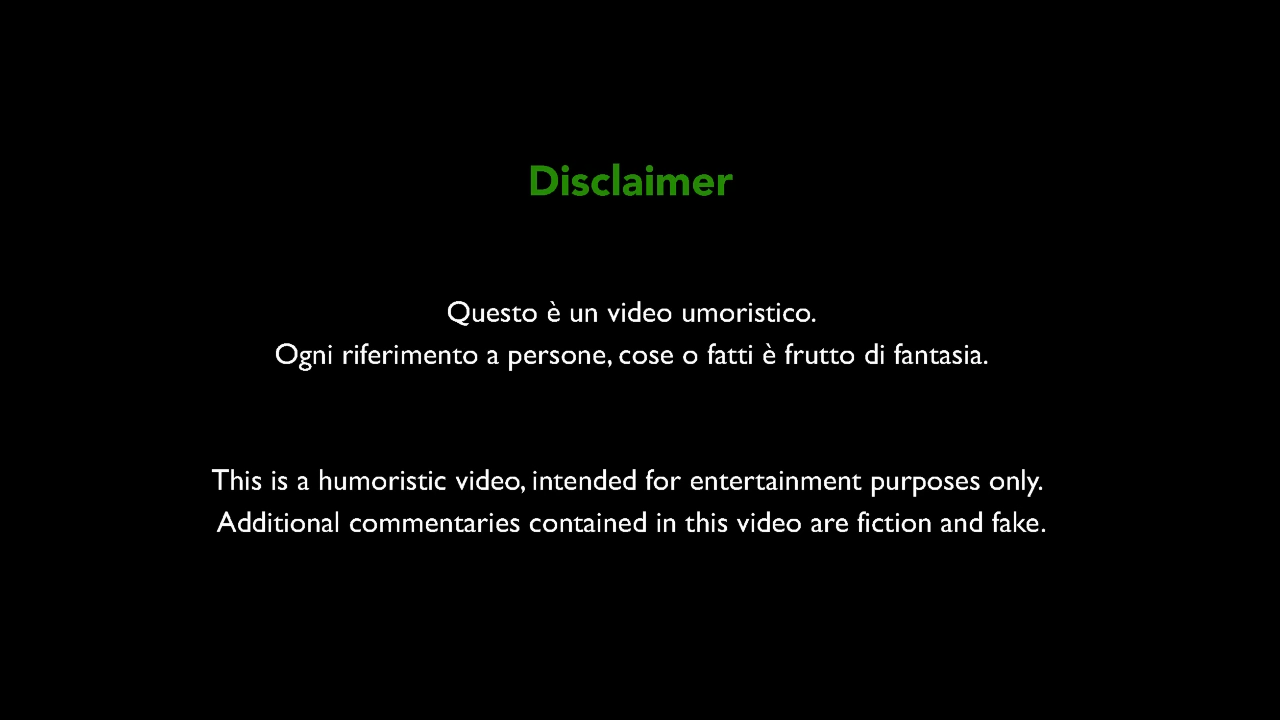 Disclaimer
Questo è un video umoristico.
Ogni riferimento a persone, cose o fatti è frutto di fantasia.
This is a humoristic video, intended for entertainment purposes only.
Additional commentaries contained in this video are fiction and fake.